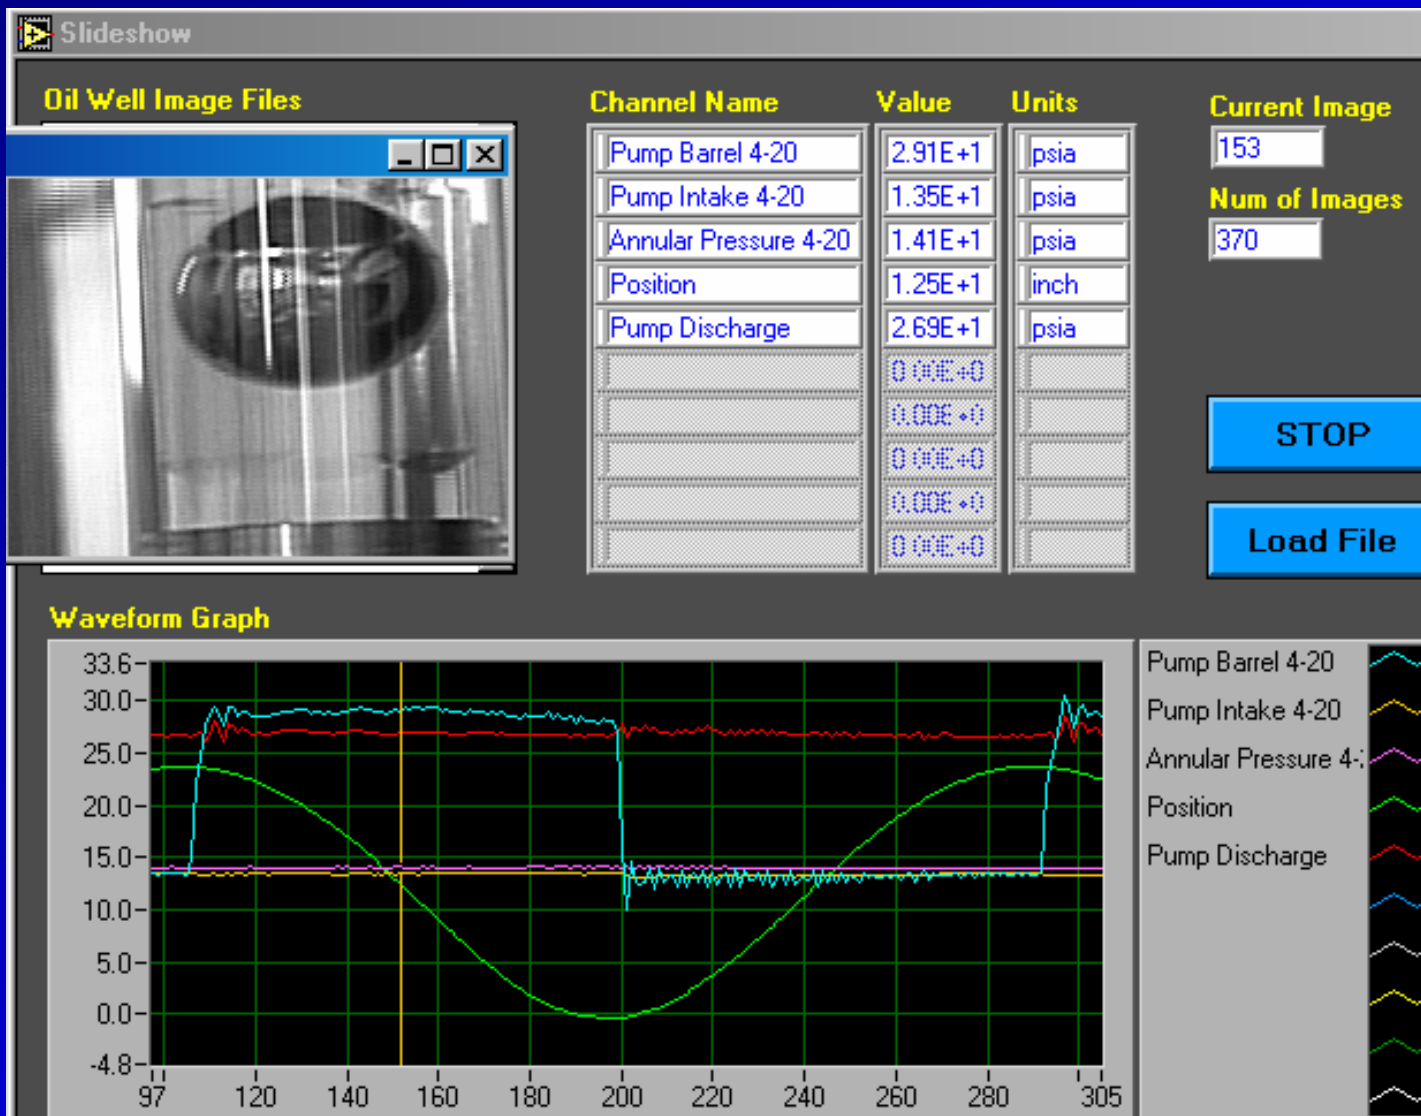 Slideshow
Oil Well Image Files
Channel Name Value Units
Pump Barrel 4-20 2.91E+1 psia
Pump Intake 4-20 1.35E+1 psia
Annular Pressure 4-20 1.41E+1 psia
Position 1.25E+1 inch
Pump Discharge 2.69E+1 psia
0.00E+0
0.00E+0
0.00E+0
0.00E+0
0.00E+0
Current Image
153
Num of Images
370
STOP
Load File
Waveform Graph
33.6
30.0
25.0
20.0
15.0
10.0
5.0
0.0
-4.8
97 120 140 160 180 200 220 240 260 280 305
Pump Barrel 4-20
Pump Intake 4-20
Annular Pressure 4-
Position
Pump Discharge